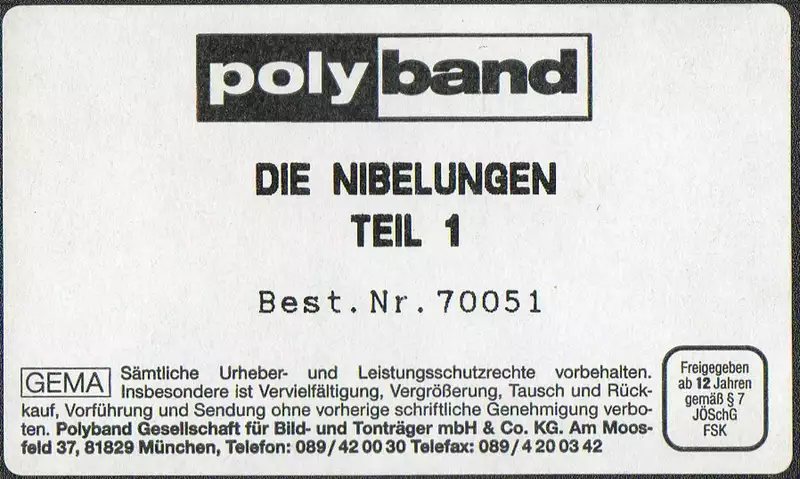 polyband
DIE NIBELUNGEN
TEIL 1
Best.Nr.70051
GEMA
Sämtliche Urheber- und Leistungsschutzrechte vorbehalten.
Insbesondere ist Vervielfältigung, Vergrößerung, Tausch und Rück-
kauf, Vorführung und Sendung ohne vorherige schriftliche Genehmigung verbo-
ten. Polyband Gesellschaft für Bild- und Tonträger mbH & Co. KG. Am Moos-
feld 37, 81829 München, Telefon: 089/42 00 30 Telefax: 089/4 20 03 42
Freigegeben
ab 12 Jahren
gemäß § 7
JÖSchG
FSK